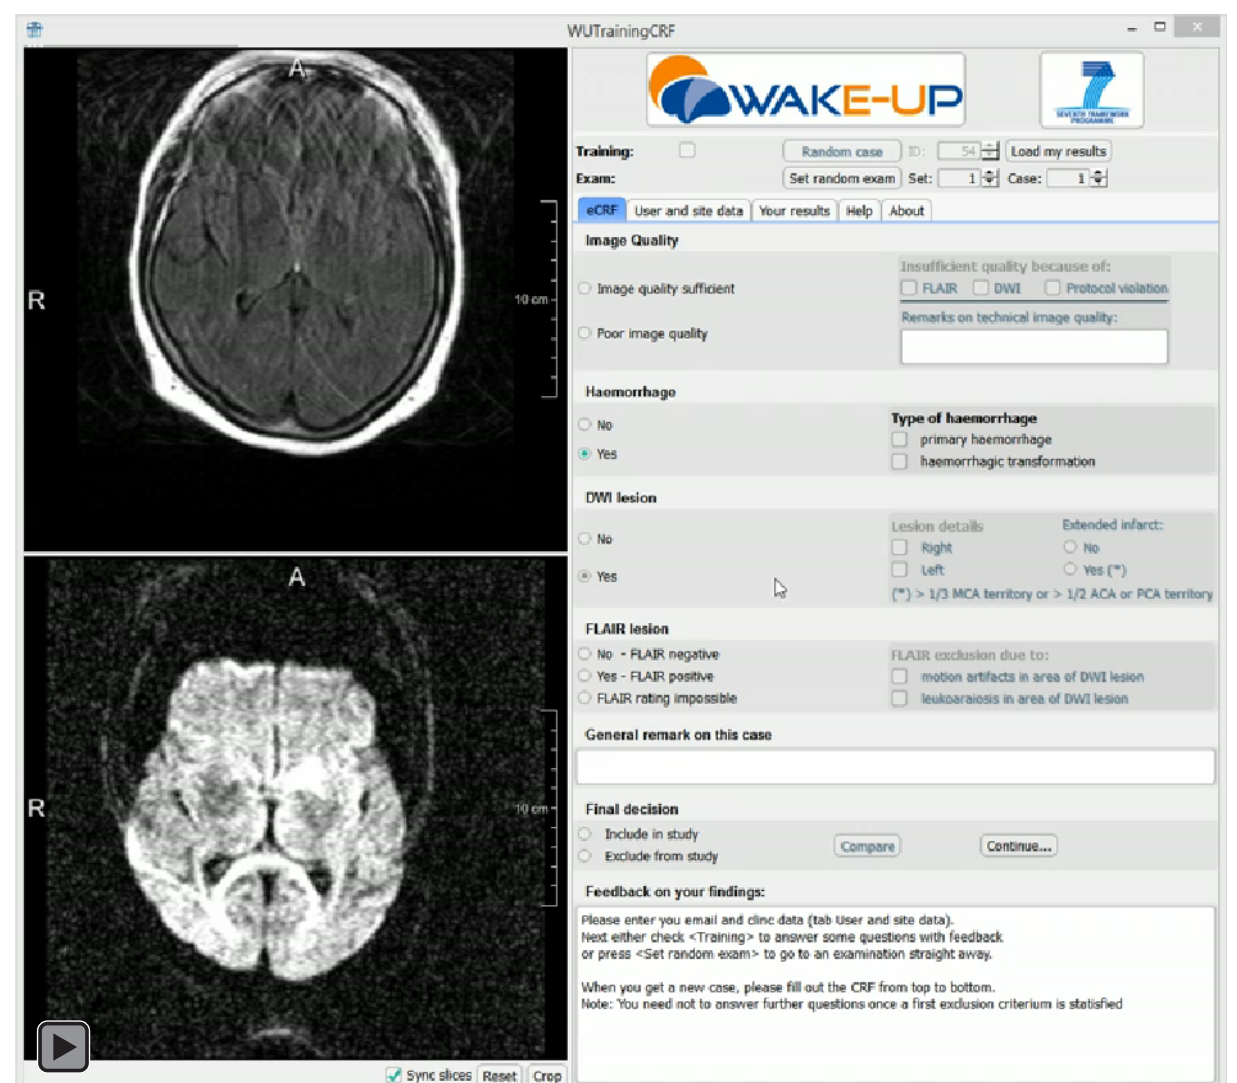 WUTrainingCRF
A
R
10 cm
A
R
10 cm
Sync slices Reset Crop
WAKE-UP
7
SEVENTH FRAMEWORK
PROGRAMME
Training: Random case ID: 54 Load my results
Exam: Set random exam Set: 1 Case: 1
eCRF User and site data Your results Help About
Image Quality
Image quality sufficient
Poor image quality
Insufficient quality because of:
FLAIR DWI Protocol violation
Remarks on technical image quality:
Haemorrhage
No
Yes
Type of haemorrhage
primary haemorrhage
haemorrhagic transformation
DWI lesion
No
Yes
Lesion details Extended infarct:
Right No
Left Yes (*)
(*) > 1/3 MCA territory or > 1/2 ACA or PCA territory
FLAIR lesion
No - FLAIR negative
Yes - FLAIR positive
FLAIR rating impossible
FLAIR exclusion due to:
motion artifacts in area of DWI lesion
leukoaraiosis in area of DWI lesion
General remark on this case
Final decision
Include in study
Exclude from study
Compare Continue...
Feedback on your findings:
Please enter you email and clinc data (tab User and site data).
Next either check <Training> to answer some questions with feedback
or press <Set random exam> to go to an examination straight away.
When you get a new case, please fill out the CRF from top to bottom.
Note: You need not to answer further questions once a first exclusion criterium is statisfied